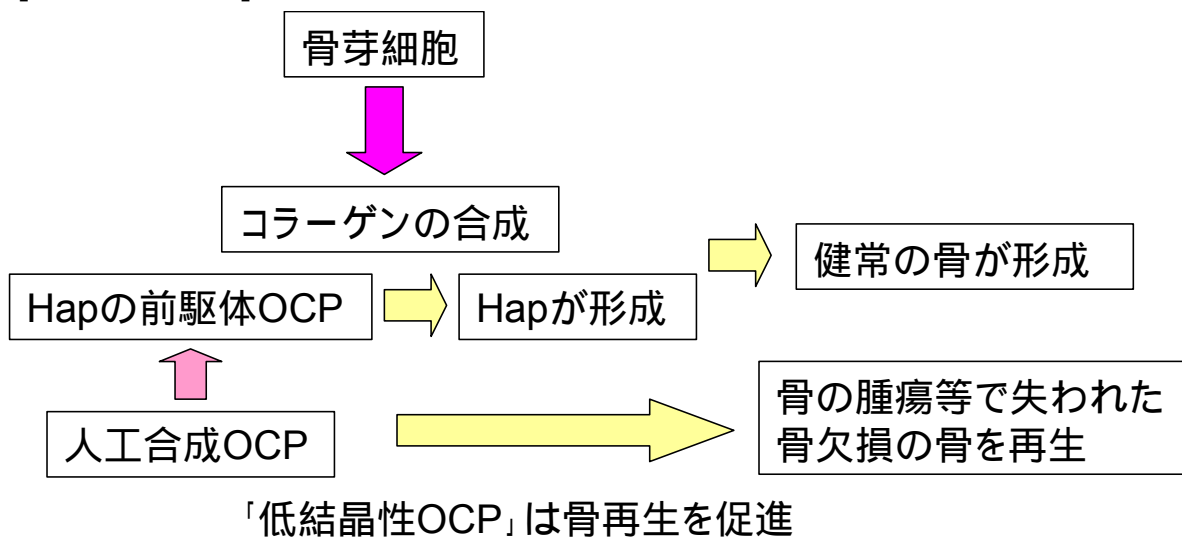 骨芽細胞
コラーゲンの合成
健常の骨が形成
Hapの前駆体OCP
Hapが形成
人工合成OCP
骨の腫瘍等で失われた
骨欠損の骨を再生
「低結晶性OCP」は骨再生を促進